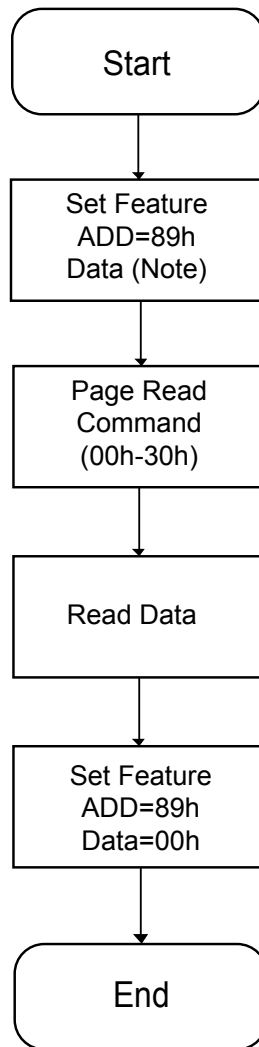 Start
Set Feature
ADD=89h
Data (Note)
Page Read
Command
(00h-30h)
Read Data
Set Feature
ADD=89h
Data=00h
End